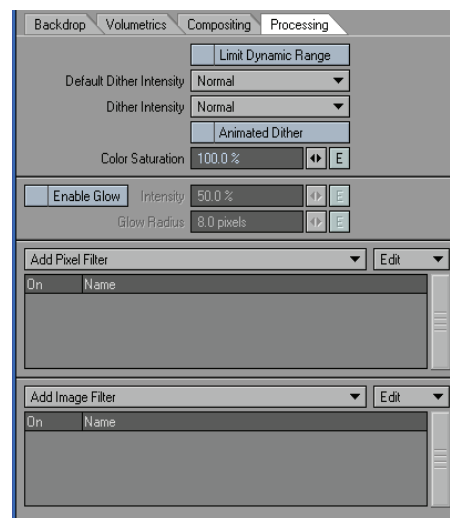 Backdrop Volumetrics Compositing Processing
Limit Dynamic Range
Default Dither Intensity Normal
Dither Intensity Normal
Animated Dither
Color Saturation 100.0 % E
Enable Glow Intensity 50.0 % E
Glow Radius 8.0 pixels E
Add Pixel Filter Edit
On Name
Add Image Filter Edit
On Name